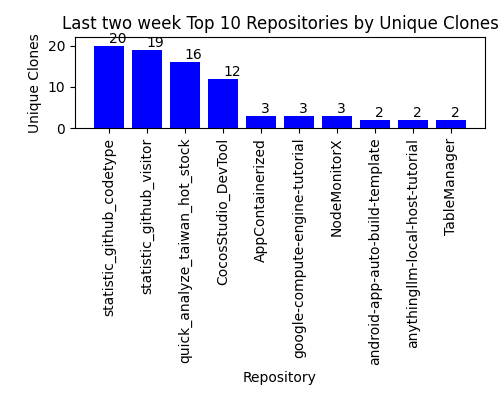 Last two week Top 10 Repositories by Unique Clones
Unique Clones
20
10
0
20
19
16
12
3
3
3
2
2
2
statistic_github_codetype
statistic_github_visitor
quick_analyze_taiwan_hot_stock
CocosStudio_DevTool
AppContainerized
google-compute-engine-tutorial
NodeMonitorX
android-app-auto-build-template
anythingllm-local-host-tutorial
TableManager
Repository